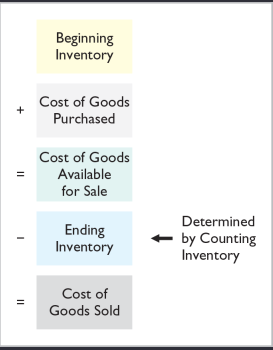 Beginning
Inventory
+
Cost of Goods
Purchased
=
Cost of Goods
Available
for Sale
−
Ending
Inventory
Determined
by Counting
Inventory
=
Cost of
Goods Sold